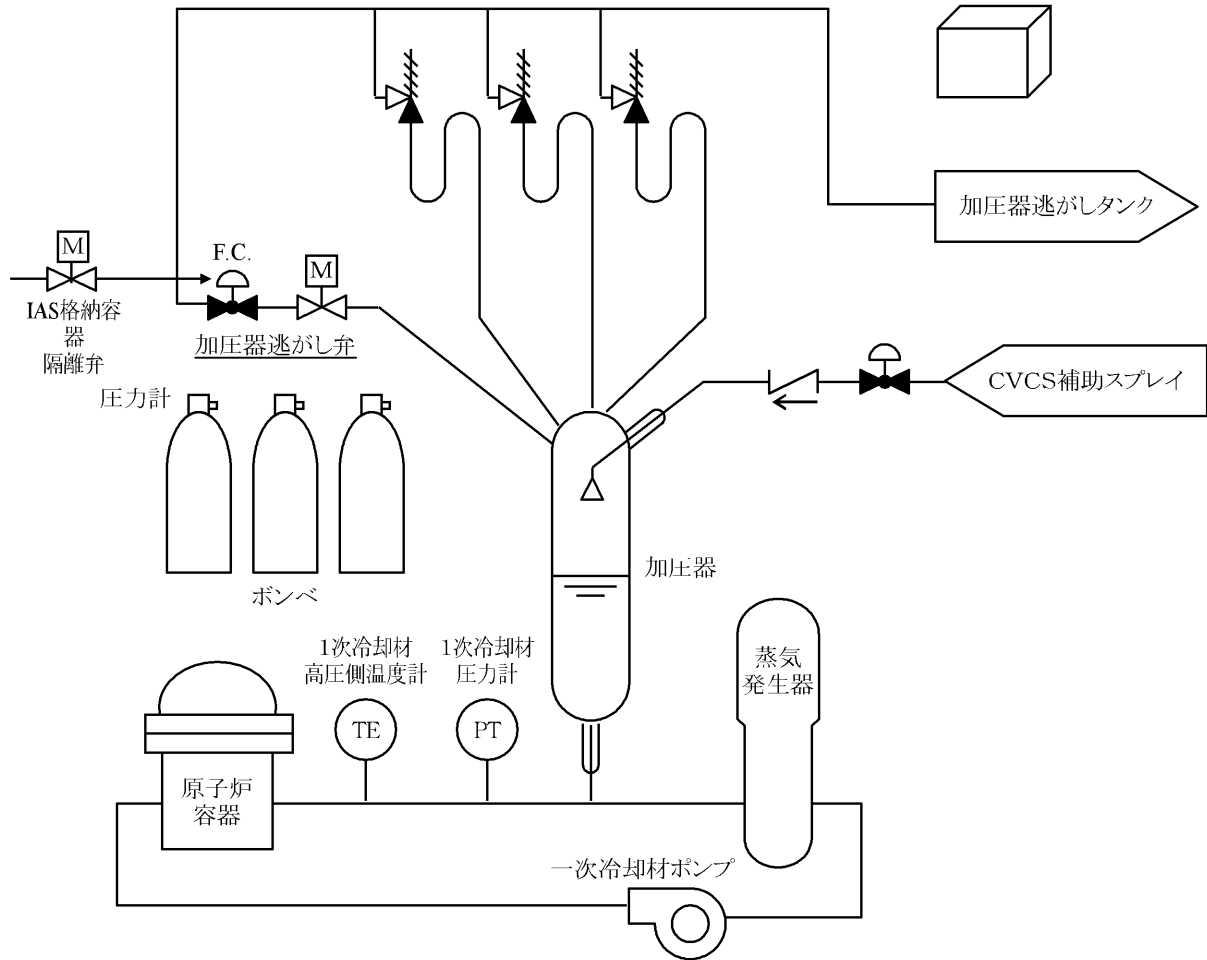 加圧器逃がしタンク
M
F.C.
M
IAS格納容
器
隔離弁
加圧器逃がし弁
圧力計
CVCS補助スプレイ
ボンベ
加圧器
1次冷却材
高圧側温度計
1次冷却材
圧力計
蒸気
発生器
TE
PT
原子炉
容器
一次冷却材ポンプ